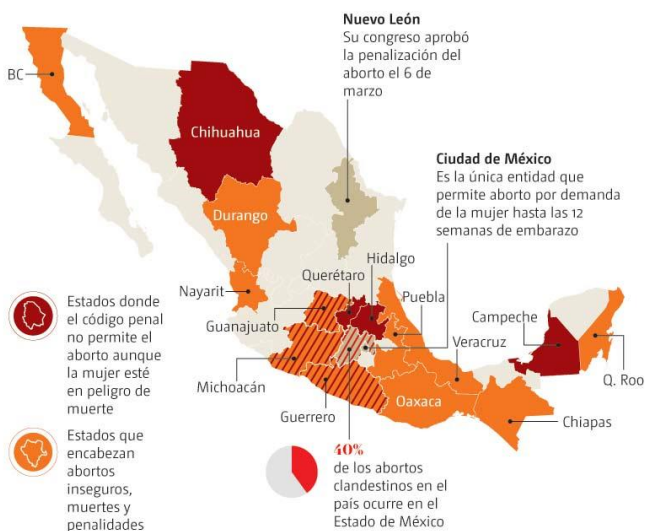 Nuevo León
Su congreso aprobó
la penalización del
aborto el 6 de
marzo
BC
Chihuahua
Ciudad de México
Es la única entidad que
permite aborto por demanda
de la mujer hasta las 12
semanas de embarazo
Durango
Querétaro
Hidalgo
Nayarit
Puebla
Guanajuato
Campeche
Veracruz
Q. Roo
Michoacán
Guerrero
Oaxaca
Chiapas
Estados donde
el código penal
no permite el
aborto aunque
la mujer esté
en peligro de
muerte
Estados que
encabezan
abortos
inseguros,
muertes y
penalidades
40%
de los abortos
clandestinos en el
país ocurre en el
Estado de México